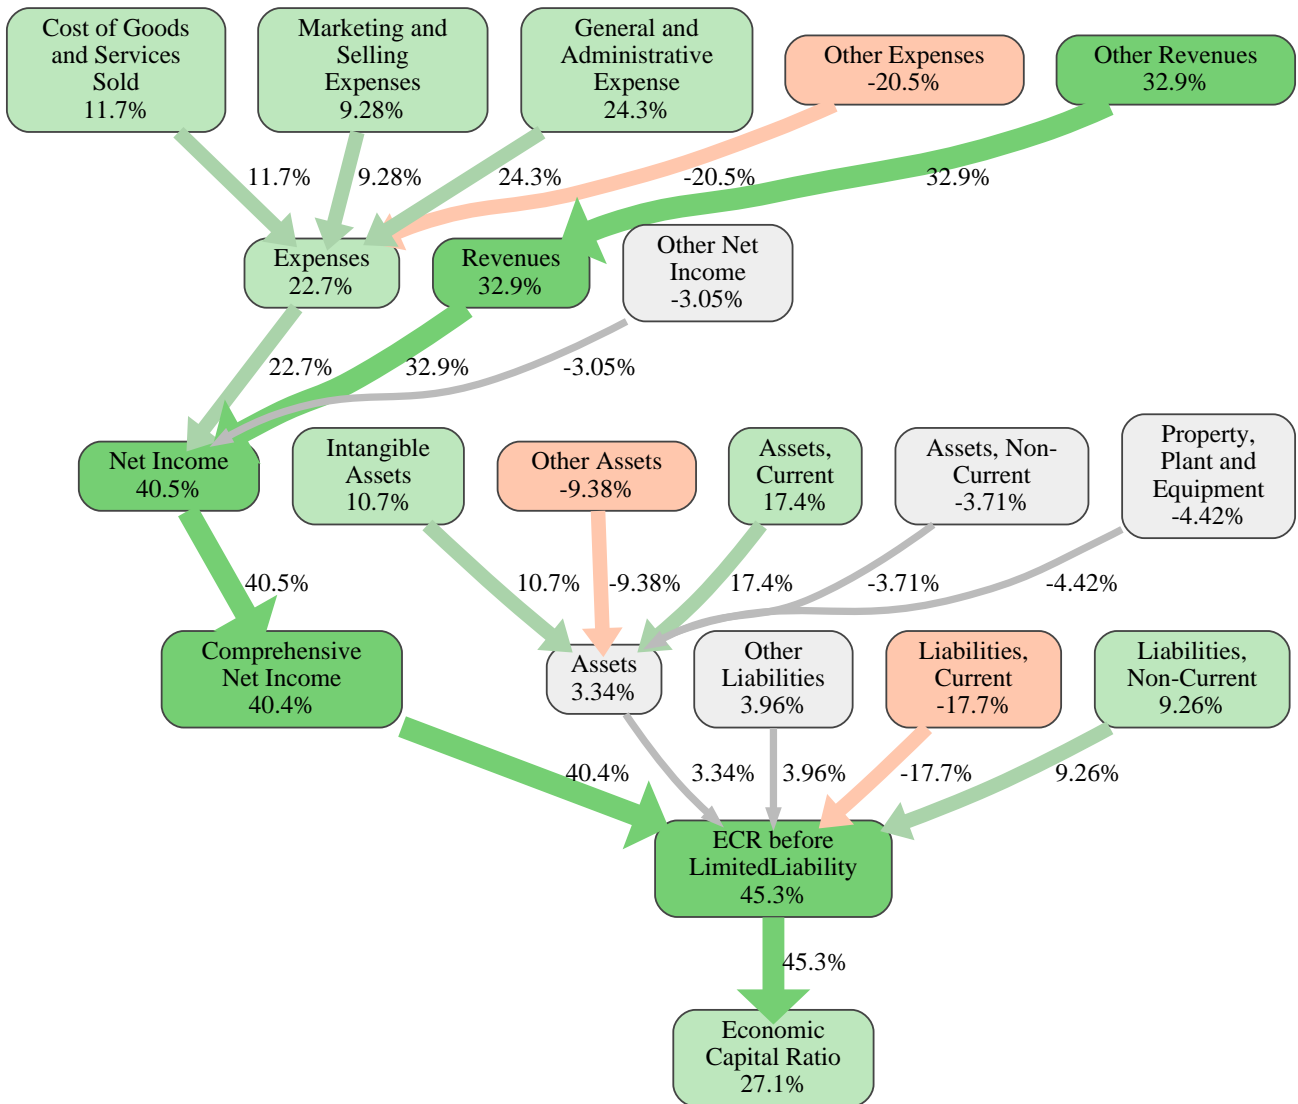 Cost of Goods
and Services
Sold
11.7%
Marketing and
Selling
Expenses
9.28%
General and
Administrative
Expense
24.3%
Other Expenses
-20.5%
Other Revenues
32.9%
11.7%
9.28%
24.3%
-20.5%
32.9%
Expenses
22.7%
Revenues
32.9%
Other Net
Income
-3.05%
22.7%
32.9%
-3.05%
Net Income
40.5%
Intangible
Assets
10.7%
Other Assets
-9.38%
Assets,
Current
17.4%
Assets, Non-
Current
-3.71%
Property,
Plant and
Equipment
-4.42%
40.5%
10.7%
-9.38%
17.4%
-3.71%
-4.42%
Comprehensive
Net Income
40.4%
Assets
3.34%
Other
Liabilities
3.96%
Liabilities,
Current
-17.7%
Liabilities,
Non-Current
9.26%
40.4%
3.34%
3.96%
-17.7%
9.26%
ECR before
LimitedLiability
45.3%
45.3%
Economic
Capital Ratio
27.1%